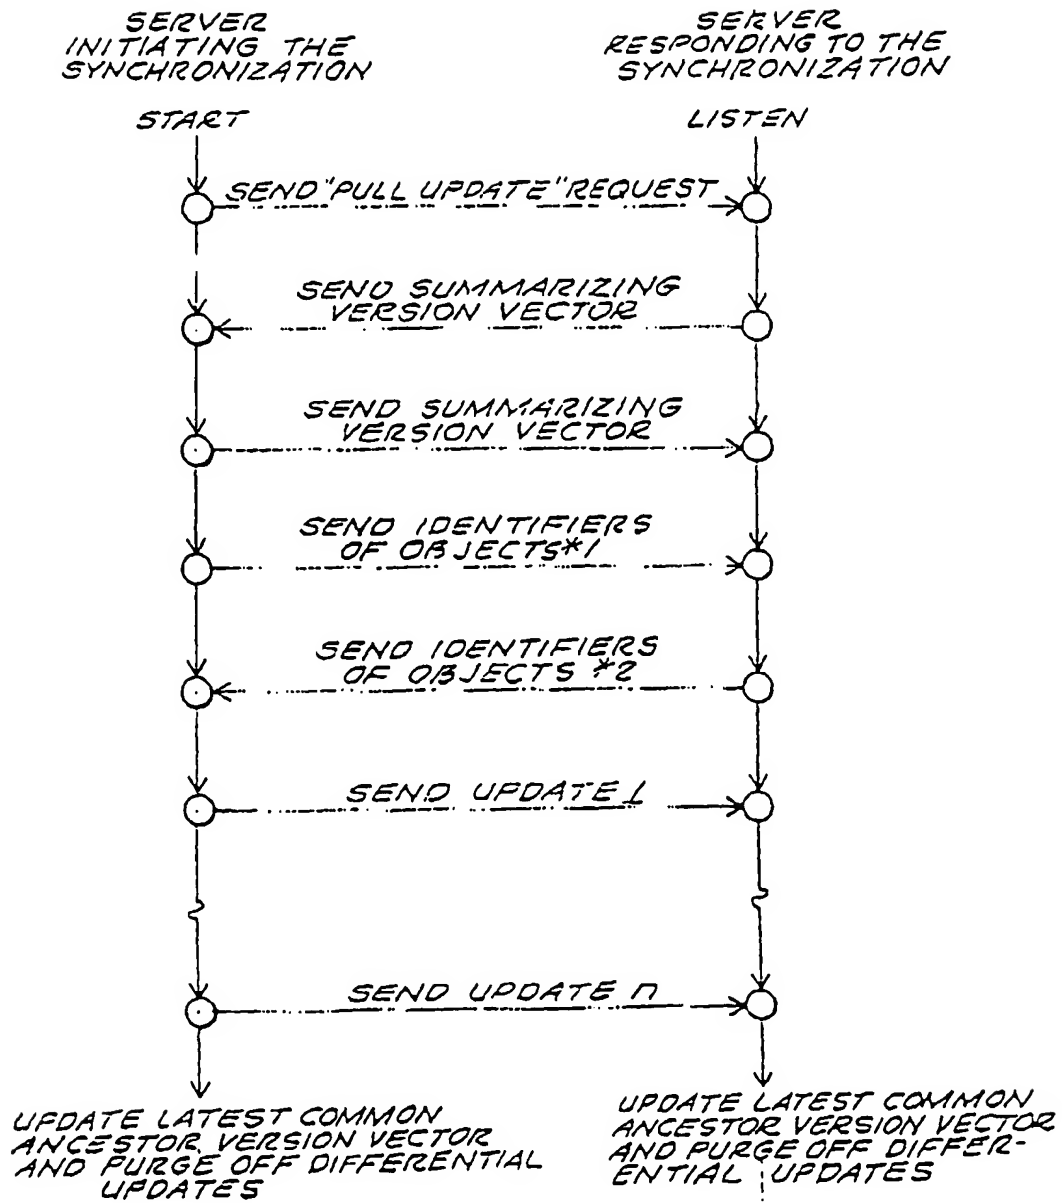 SERVER
INITIATING THE
SYNCHRONIZATION
SERVER
RESPONDING TO THE
SYNCHRONIZATION
START
LISTEN
SEND "PULL UPDATE" REQUEST
SEND SUMMARIZING
VERSION VECTOR
SEND SUMMARIZING
VERSION VECTOR
SEND IDENTIFIERS
OF OBJECTS*1
SEND IDENTIFIERS
OF OBJECTS *2
SEND UPDATE 1
SEND UPDATE n
UPDATE LATEST COMMON
ANCESTOR VERSION VECTOR
AND PURGE OFF DIFFERENTIAL
UPDATES
UPDATE LATEST COMMON
ANCESTOR VERSION VECTOR
AND PURGE OFF DIFFER-
ENTIAL UPDATES